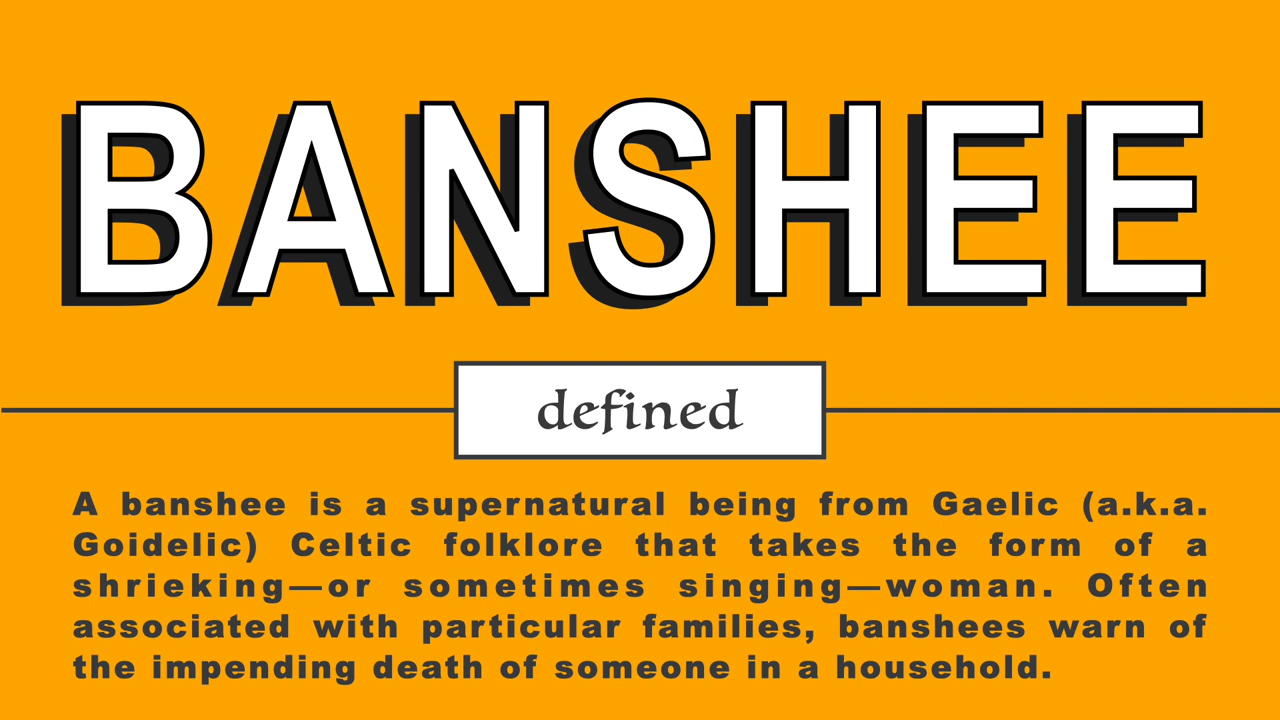 BANSHEE
defined
A banshee is a supernatural being from Gaelic (a.k.a.
Goidelic) Celtic folklore that takes the form of a
shrieking—or sometimes singing—woman. Often
associated with particular families, banshees warn of
the impending death of someone in a household.